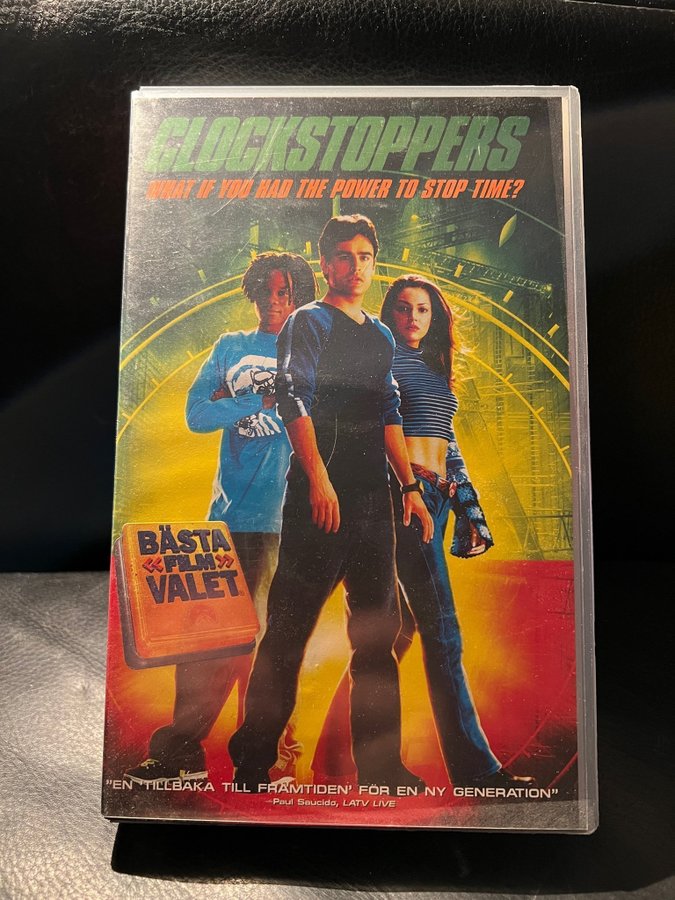 CLOCKSTOPPERS
WHAT IF YOU HAD THE POWER TO STOP TIME?
BÄSTA
«FILM»
VALET
"EN 'TILLBAKA TILL FRAMTIDEN' FÖR EN NY GENERATION"
–Paul Saucido, LATV LIVE